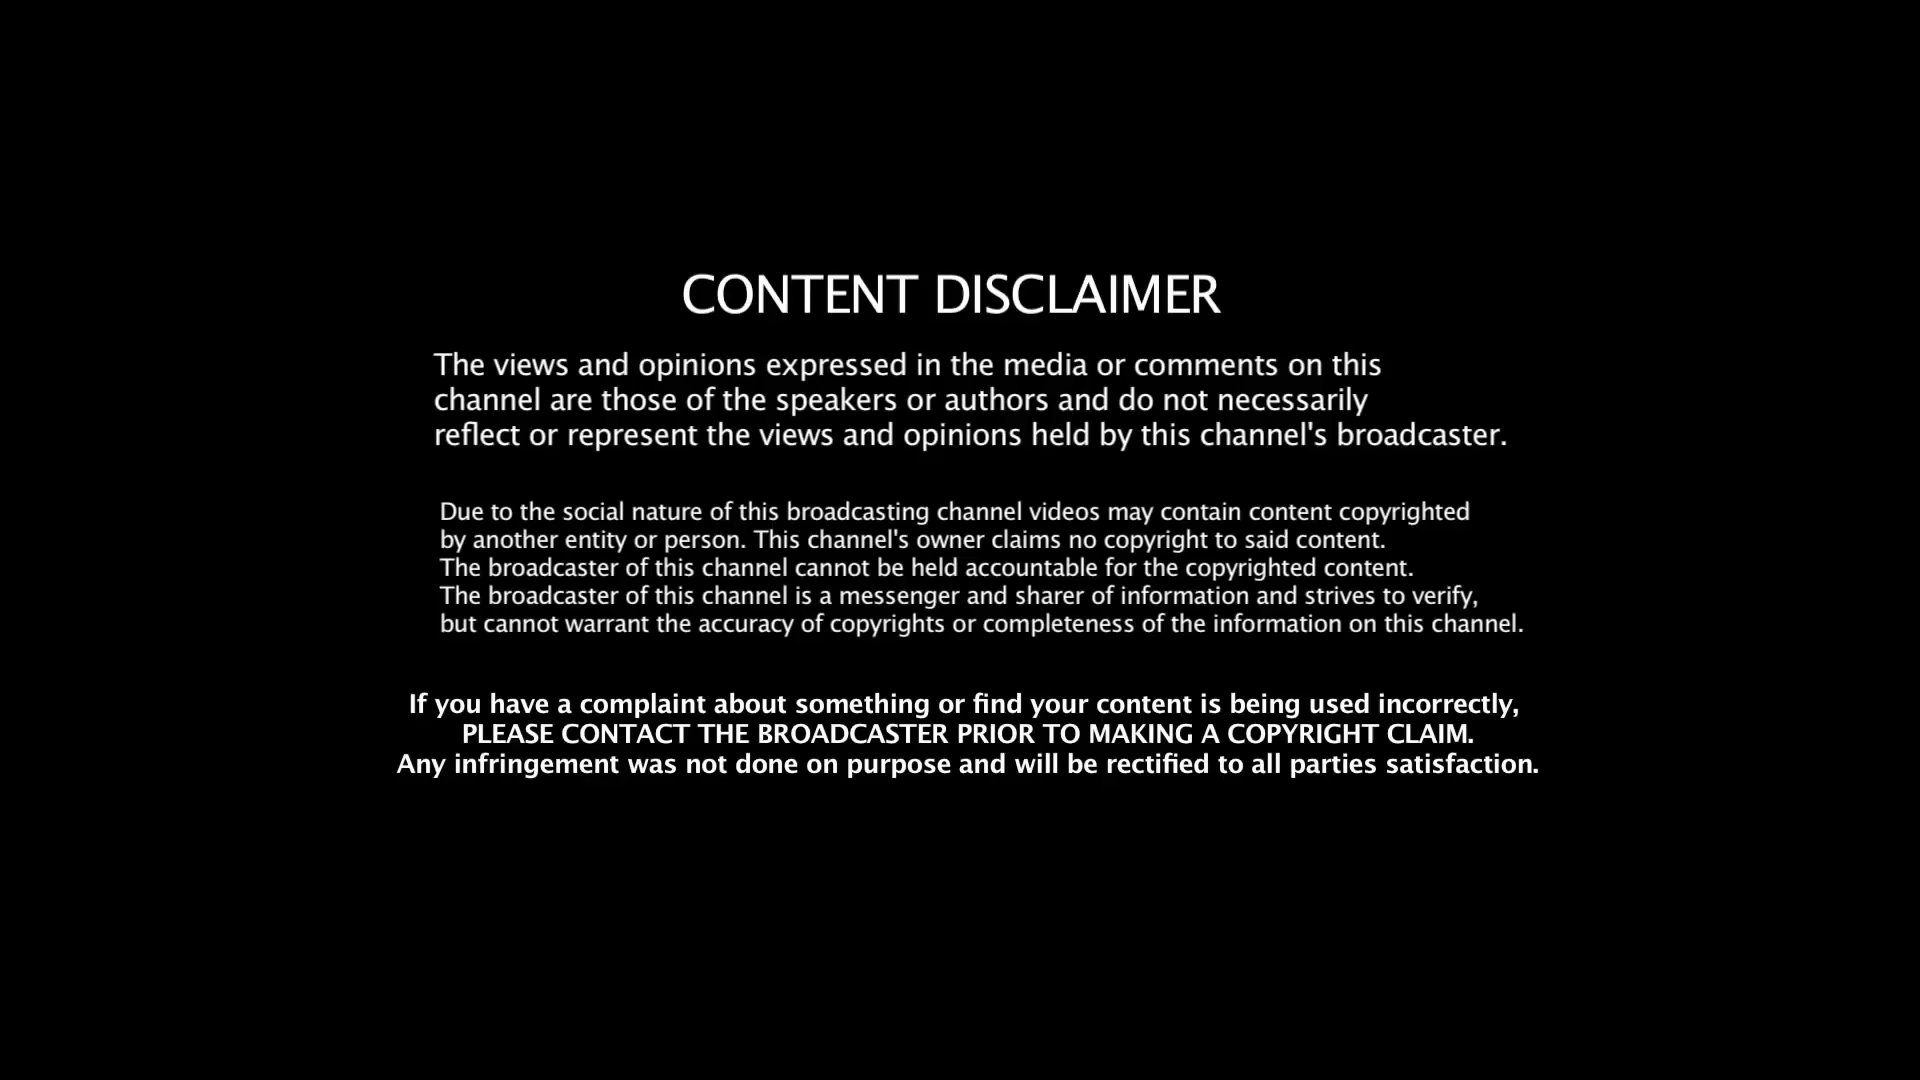 CONTENT DISCLAIMER
The views and opinions expressed in the media or comments on this
channel are those of the speakers or authors and do not necessarily
reflect or represent the views and opinions held by this channel's broadcaster.
Due to the social nature of this broadcasting channel videos may contain content copyrighted
by another entity or person. This channel's owner claims no copyright to said content.
The broadcaster of this channel cannot be held accountable for the copyrighted content.
The broadcaster of this channel is a messenger and sharer of information and strives to verify,
but cannot warrant the accuracy of copyrights or completeness of the information on this channel.
If you have a complaint about something or find your content is being used incorrectly,
PLEASE CONTACT THE BROADCASTER PRIOR TO MAKING A COPYRIGHT CLAIM.
Any infringement was not done on purpose and will be rectified to all parties satisfaction.